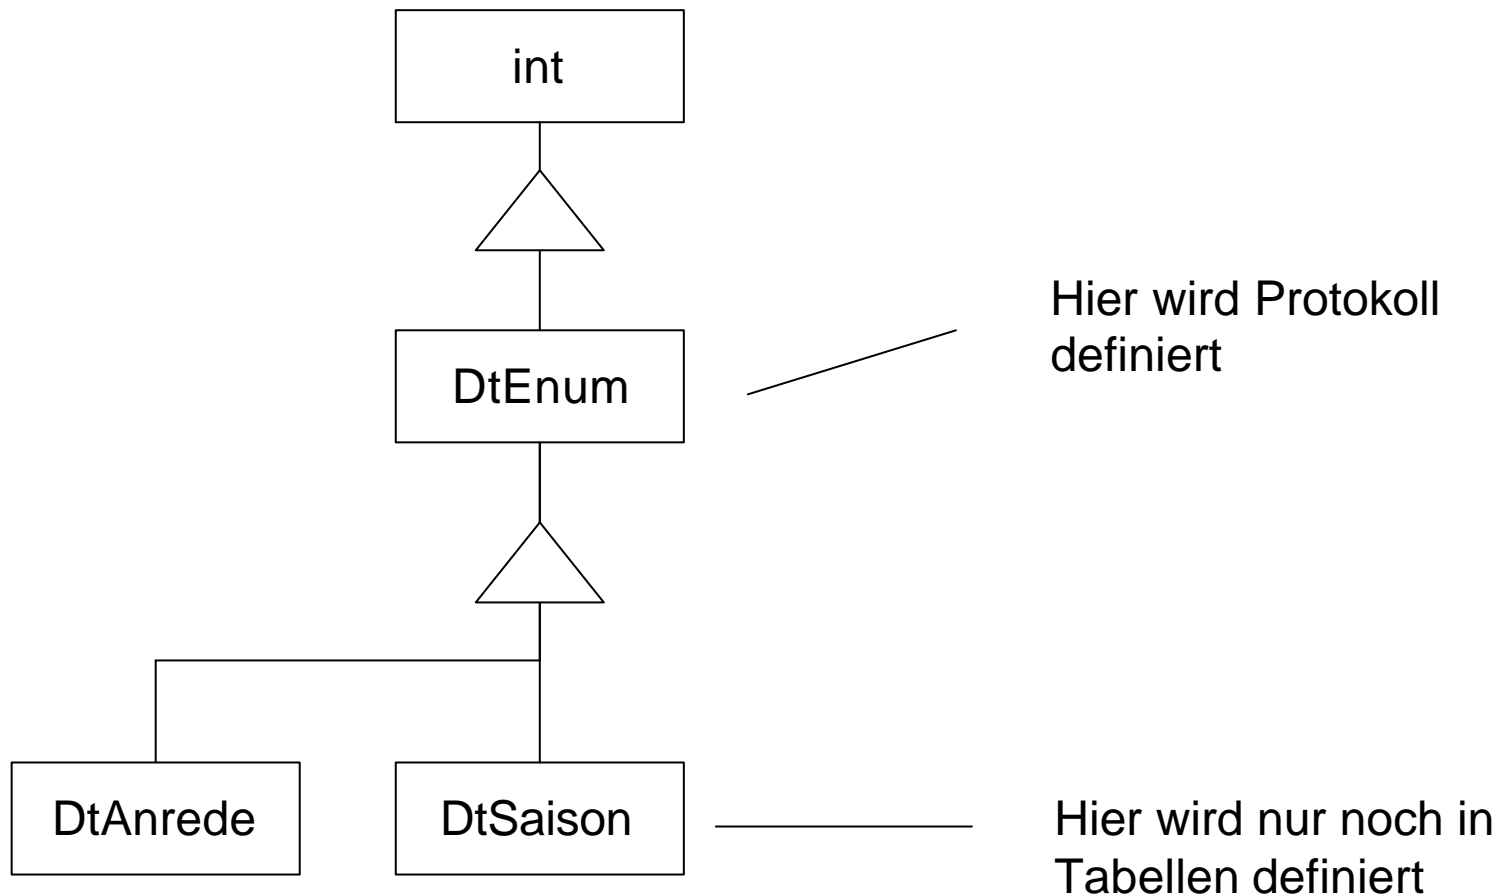 int
Hier wird Protokoll
definiert
DtEnum
DtAnrede
DtSaison
Hier wird nur noch in
Tabellen definiert